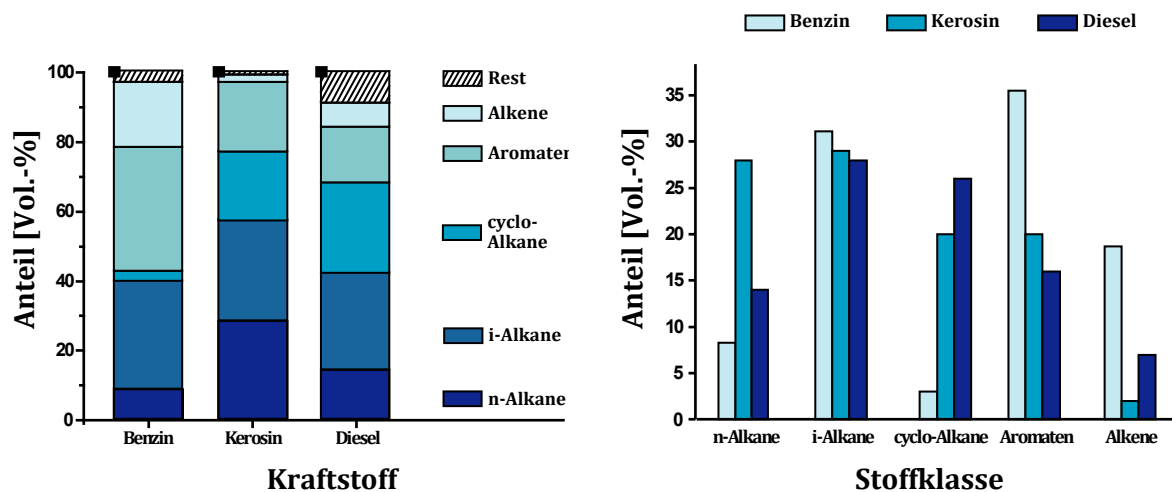 Anteil [Vol.-%]
100
80
60
40
20
0
Benzin
Kerosin
Diesel
Kraftstoff
Rest
Alkene
Aromaten
cyclo-
Alkane
i-Alkane
n-Alkane
Benzin
Kerosin
Diesel
Anteil [Vol.-%]
35
30
25
20
15
10
5
0
n-Alkane
i-Alkane
cyclo-Alkane
Aromaten
Alkene
Stoffklasse